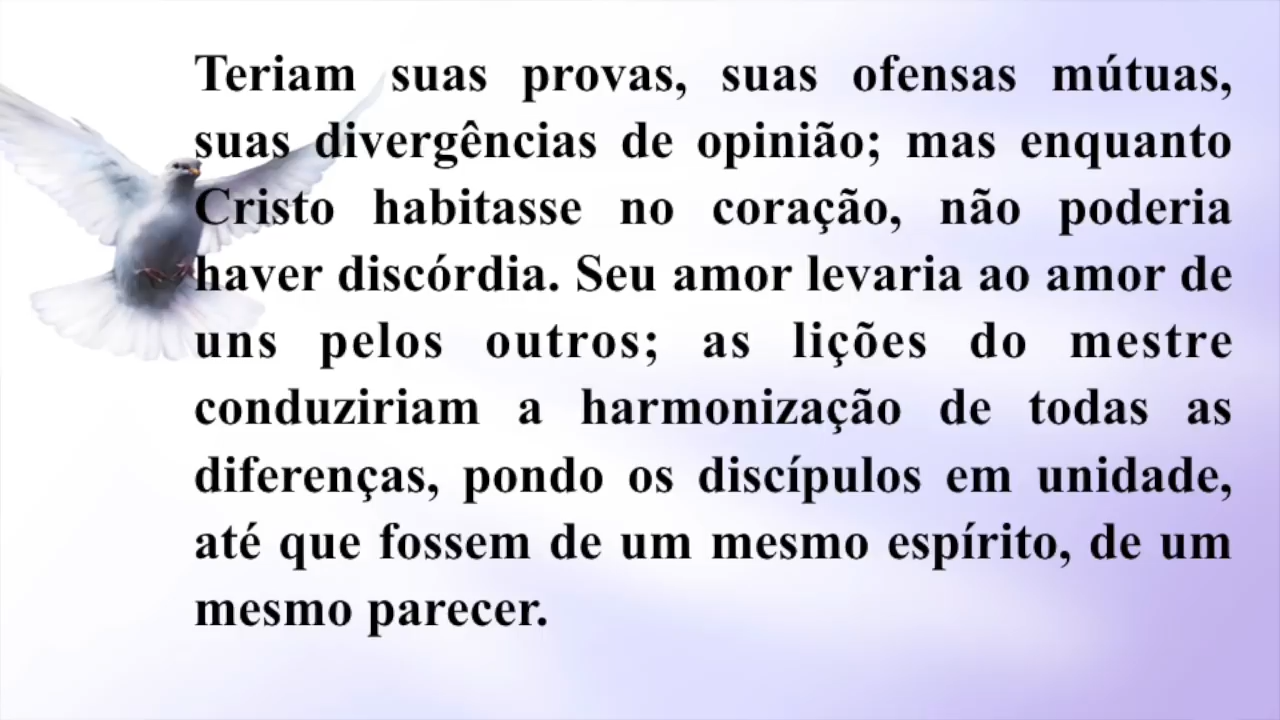 Teriam suas provas, suas ofensas mútuas,
suas divergências de opinião; mas enquanto
Cristo habitasse no coração, não poderia
haver discórdia. Seu amor levaria ao amor de
uns pelos outros; as lições do mestre
conduziriam a harmonização de todas as
diferenças, pondo os discípulos em unidade,
até que fossem de um mesmo espírito, de um
mesmo parecer.